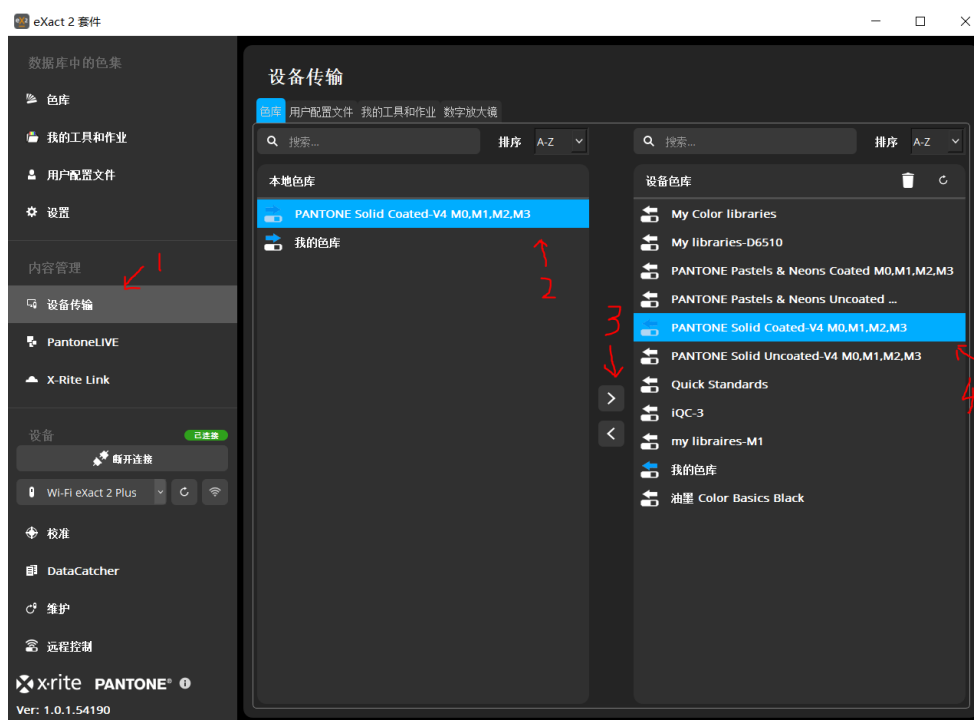 eXact 2 套件
数据库中的色集
色库
我的工具和作业
用户配置文件
设置
内容管理
1
设备传输
PantoneLIVE
X-Rite Link
设备
已连接
断开连接
Wi-Fi eXact 2 Plus
校准
DataCatcher
维护
远程控制
x·rite PANTONE®
Ver: 1.0.1.54190
设备传输
色库 用户配置文件 我的工具和作业 数字放大镜
搜索... 排序 A-Z
本地色库
PANTONE Solid Coated-V4 M0,M1,M2,M3
我的色库
2
3
搜索... 排序 A-Z
设备色库
My Color libraries
My libraries-D6510
PANTONE Pastels & Neons Coated M0,M1,M2,M3
PANTONE Pastels & Neons Uncoated ...
PANTONE Solid Coated-V4 M0,M1,M2,M3
PANTONE Solid Uncoated-V4 M0,M1,M2,M3
4
Quick Standards
iQC-3
my libraires-M1
我的色库
油墨 Color Basics Black